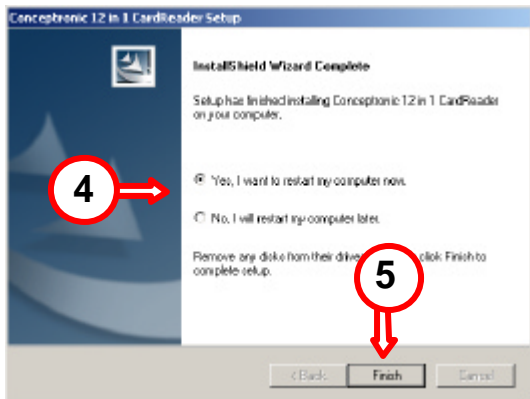 Conceptronic 12 in 1 CardReader Setup
InstallShield Wizard Complete
Setup has finished installing Conceptronic 12 in 1 CardReader
on your computer.
4
Yes, I want to restart my computer now.
No, I will restart my computer later.
Remove any disks from their drives click Finish to
complete setup.
5
< Back Finish Cancel